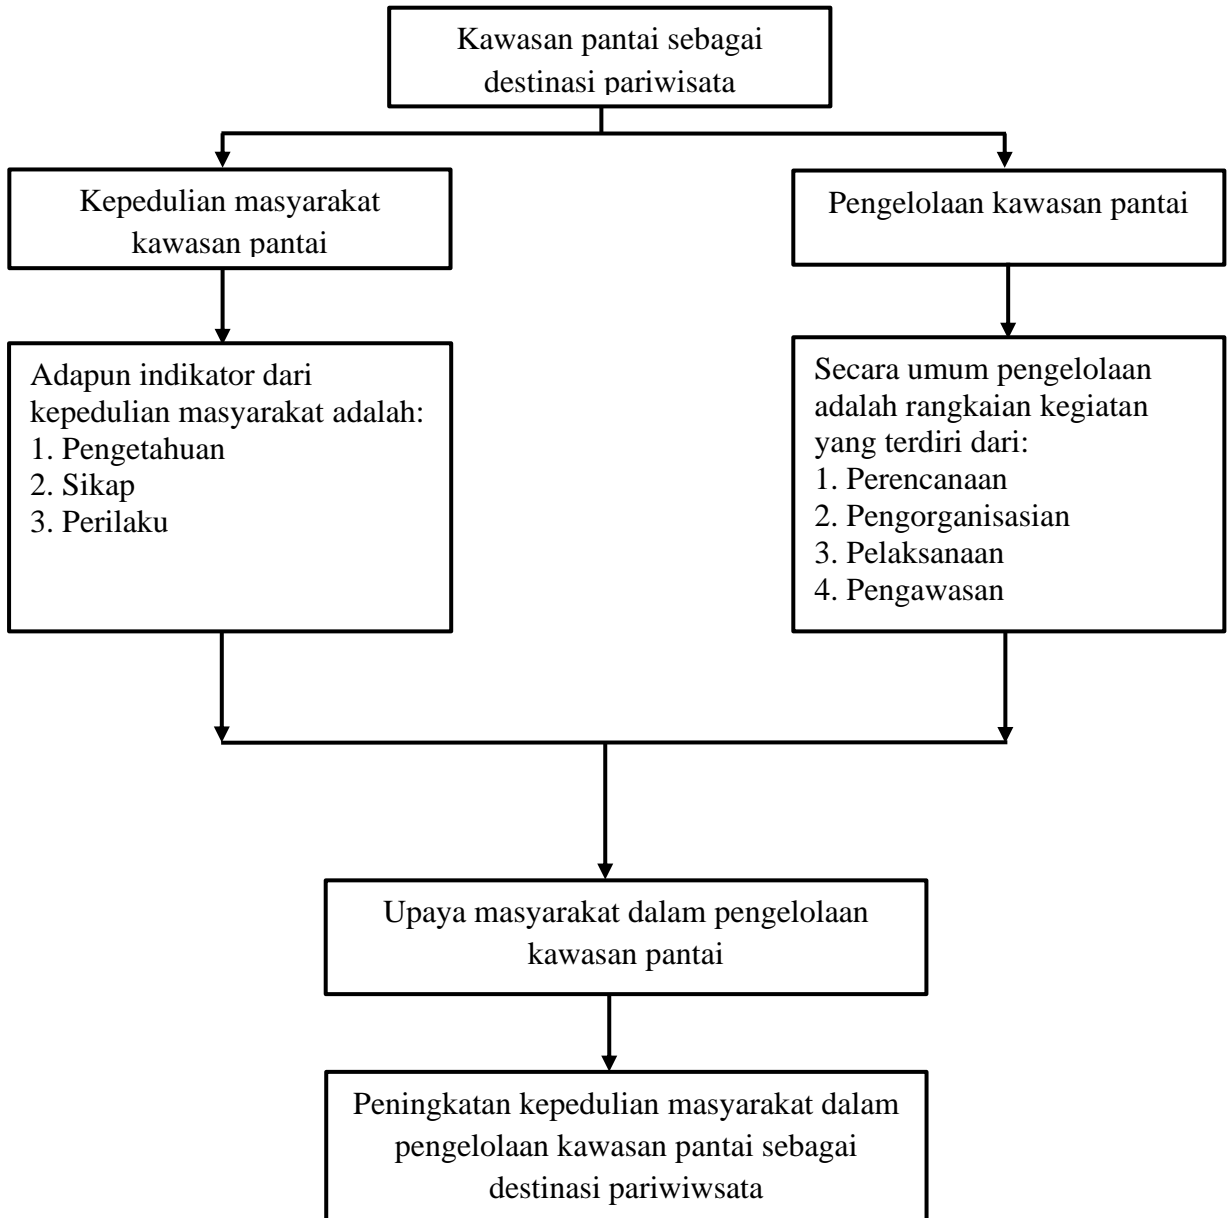 Kawasan pantai sebagai
destinasi pariwisata
Kepedulian masyarakat
kawasan pantai
Pengelolaan kawasan pantai
Adapun indikator dari
kepedulian masyarakat adalah:
1. Pengetahuan
2. Sikap
3. Perilaku
Secara umum pengelolaan
adalah rangkaian kegiatan
yang terdiri dari:
1. Perencanaan
2. Pengorganisasian
3. Pelaksanaan
4. Pengawasan
Upaya masyarakat dalam pengelolaan
kawasan pantai
Peningkatan kepedulian masyarakat dalam
pengelolaan kawasan pantai sebagai
destinasi pariwiwsata